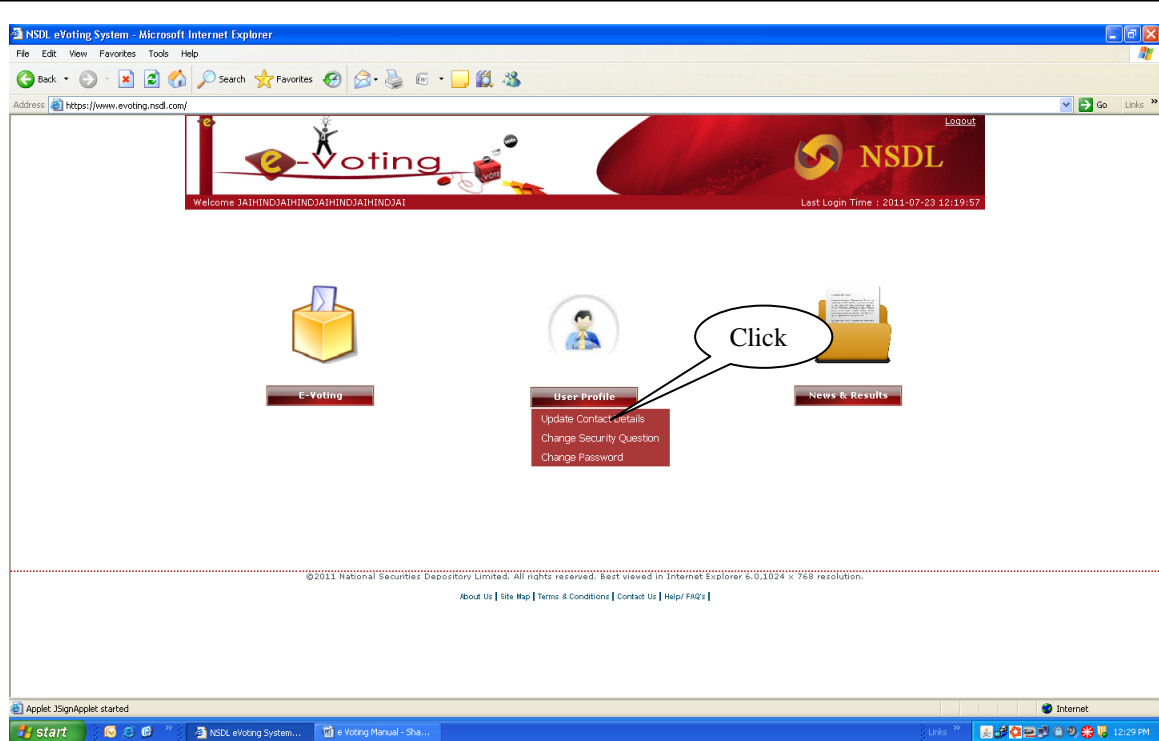 NSDL eVoting System - Microsoft Internet Explorer
File Edit View Favorites Tools Help
Back Search Favorites
Address https://www.evoting.nsdl.com/ Go Links »
Logout
e-Voting
VOTE
NSDL
Welcome JAIHINDJAIHINDJAIHINDJAIHINDJAI Last Login Time : 2011-07-23 12:19:57
Click
E-Voting User Profile News & Results
Update Contact Details
Change Security Question
Change Password
©2011 National Securities Depository Limited. All rights reserved. Best viewed in Internet Explorer 6.0,1024 x 768 resolution.
About Us | Site Map | Terms & Conditions | Contact Us | Help/ FAQ's |
Applet JSignApplet started Internet
start » NSDL eVoting System... e Voting Manual - Sha... Links » 12:29 PM